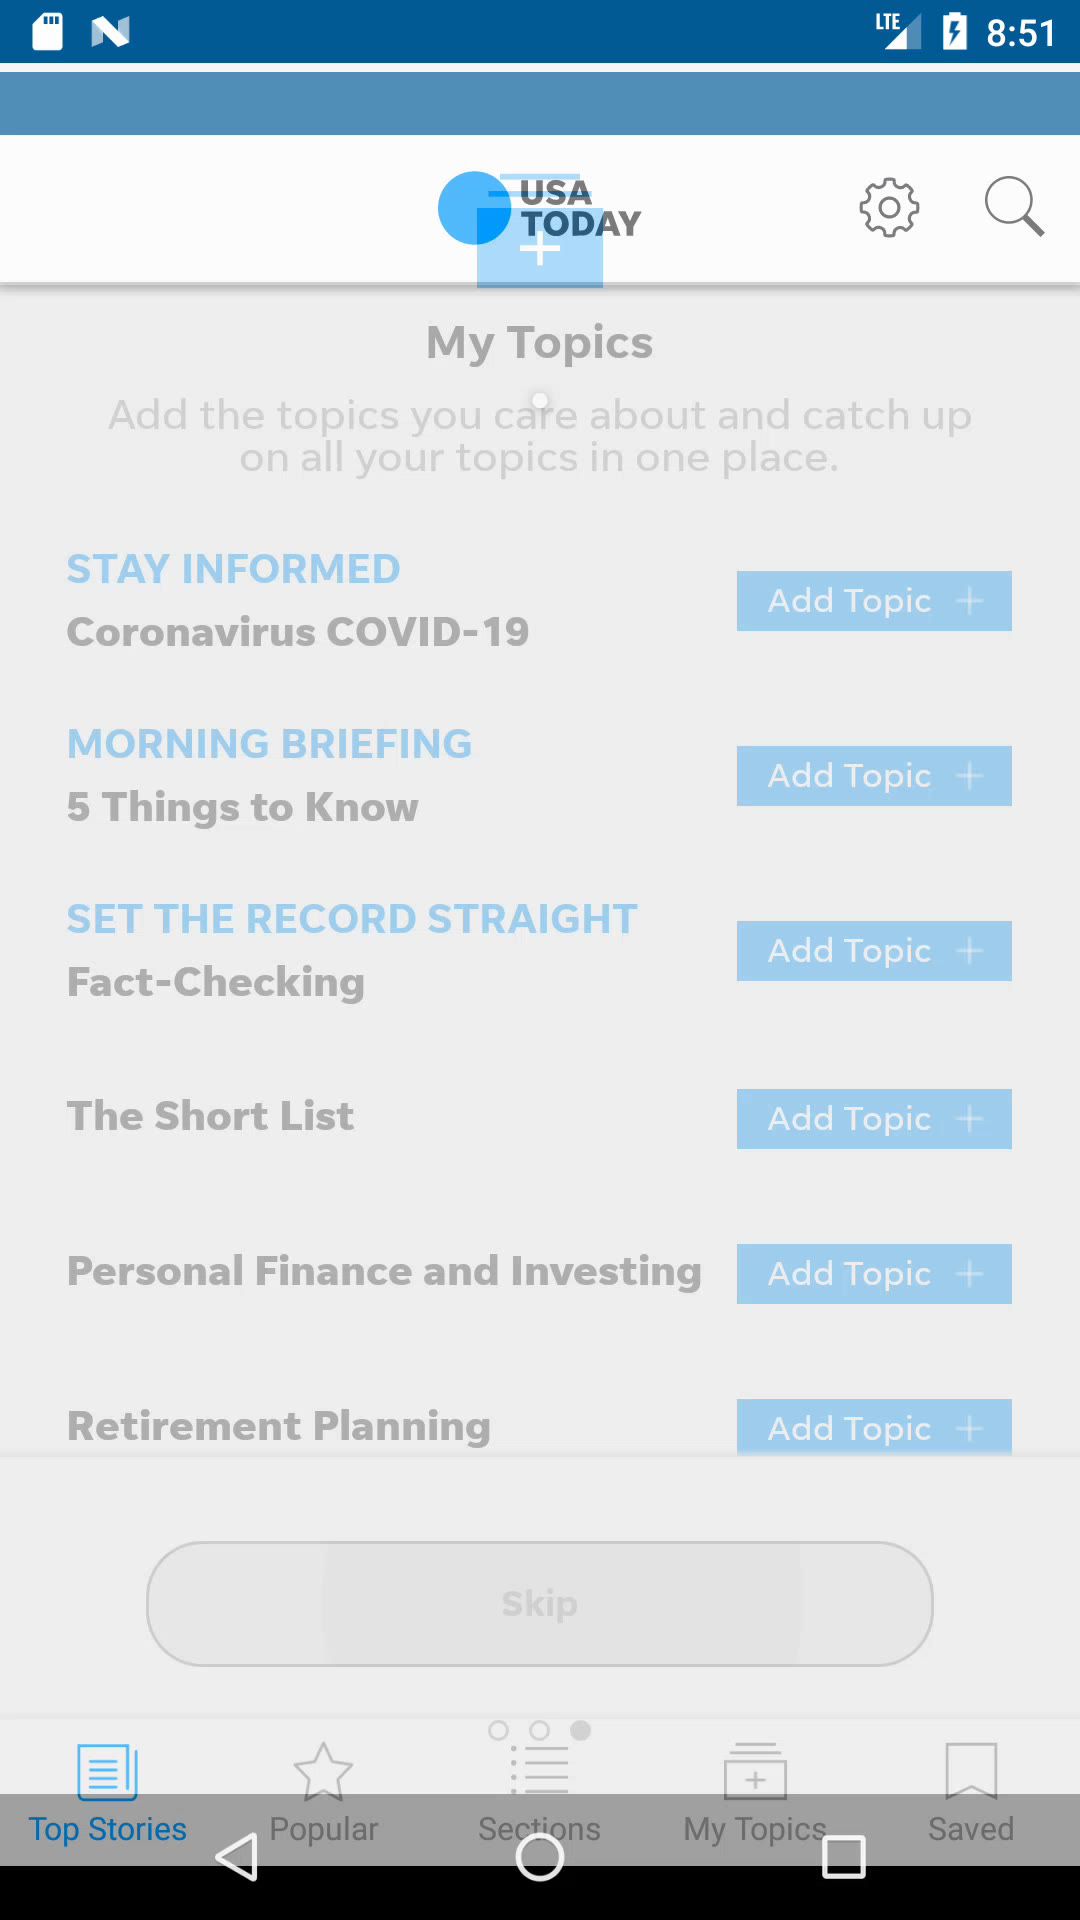 LTE 8:51
USA
TODAY
My Topics
Add the topics you care about and catch up
on all your topics in one place.
STAY INFORMED
Coronavirus COVID-19
Add Topic +
MORNING BRIEFING
5 Things to Know
Add Topic +
SET THE RECORD STRAIGHT
Fact-Checking
Add Topic +
The Short List
Add Topic +
Personal Finance and Investing
Add Topic +
Retirement Planning
Add Topic +
Skip
Top Stories
Popular
Sections
My Topics
Saved